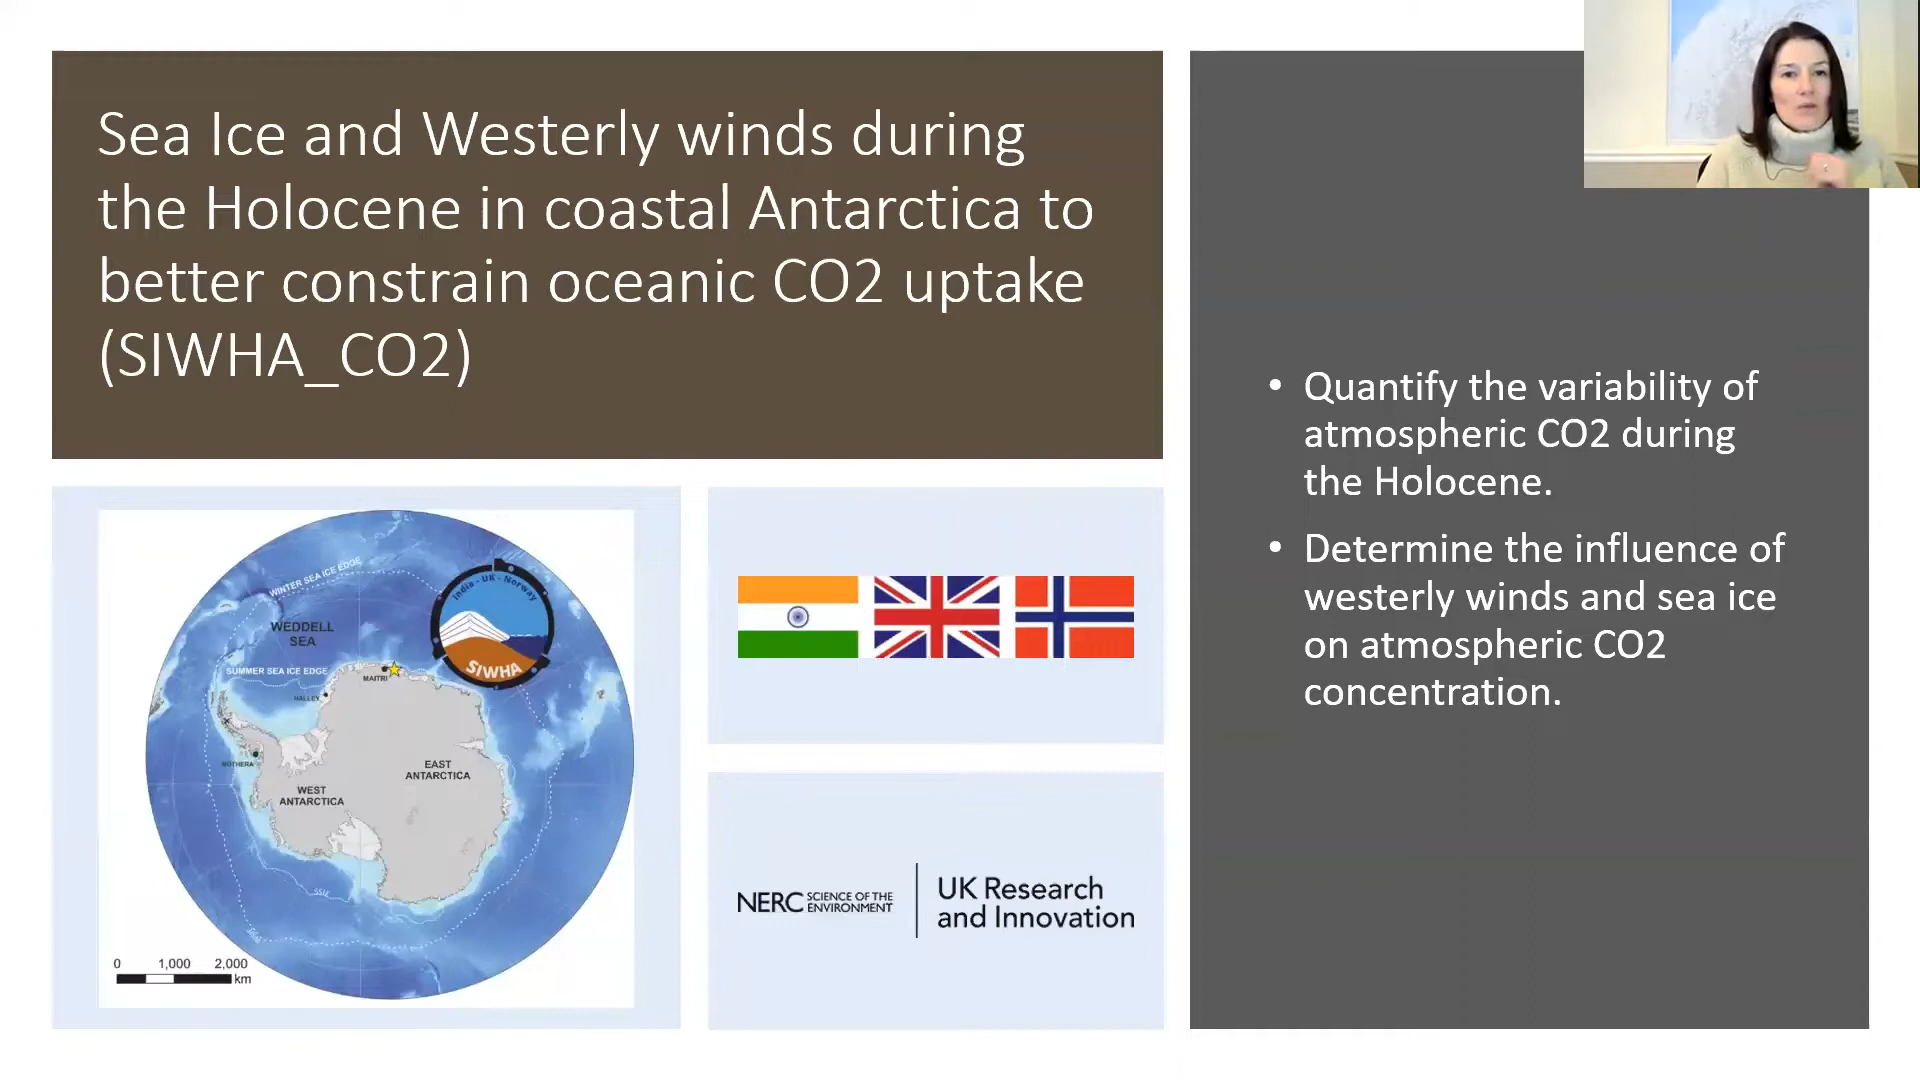 Sea Ice and Westerly winds during
the Holocene in coastal Antarctica to
better constrain oceanic CO2 uptake
(SIWHA_CO2)
• Quantify the variability of
atmospheric CO2 during
the Holocene.
• Determine the influence of
westerly winds and sea ice
on atmospheric CO2
concentration.
WINTER SEA ICE EDGE
India - UK - Norway
SIWHA
WEDDELL
SEA
SUMMER SEA ICE EDGE
MAITRI
HALLEY
ROTHERA
EAST
ANTARCTICA
WEST
ANTARCTICA
SSIE
0 1,000 2,000
km
NERC SCIENCE OF THE
ENVIRONMENT
UK Research
and Innovation